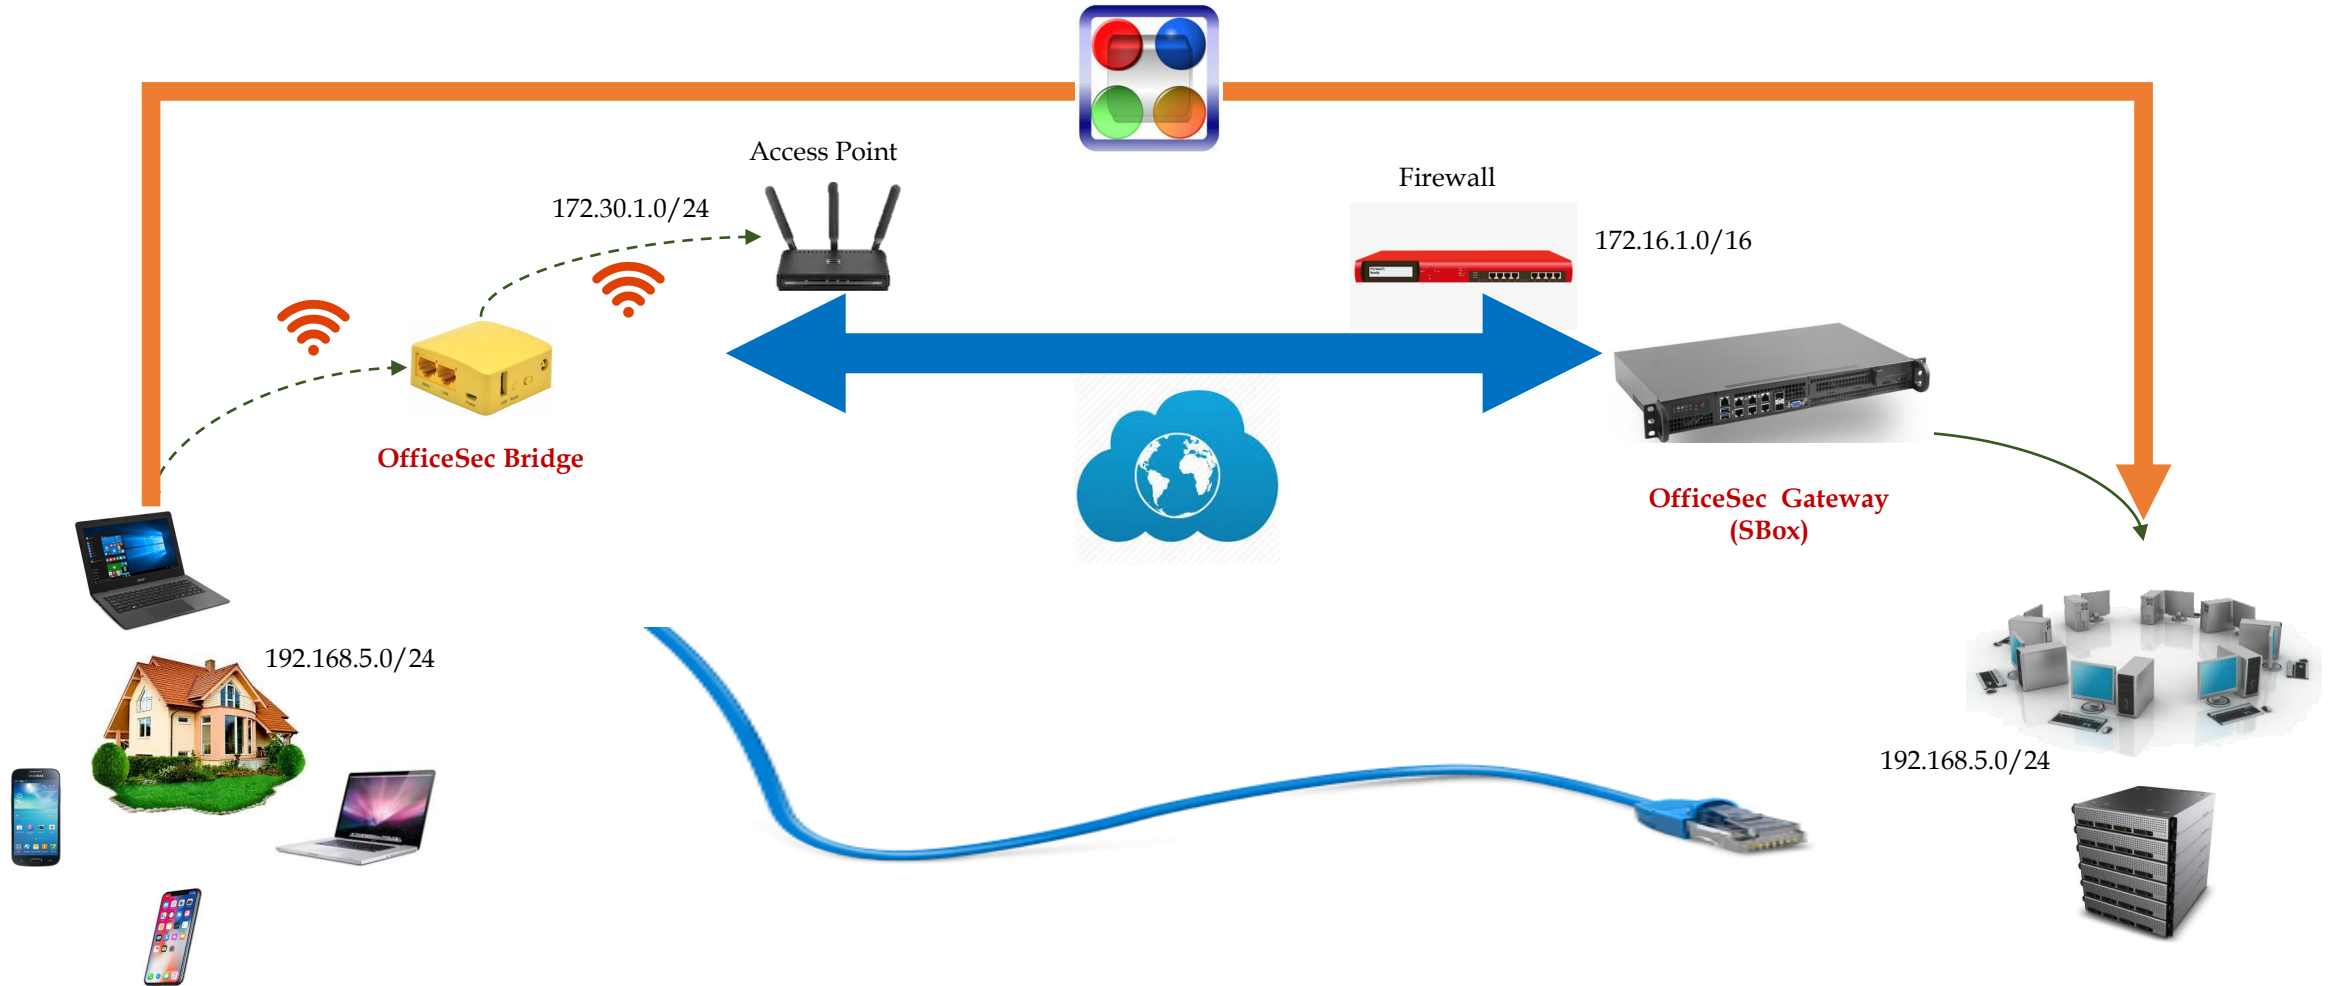 Access Point
Firewall
172.30.1.0/24
172.16.1.0/16
OfficeSec Bridge
OfficeSec Gateway
(SBox)
192.168.5.0/24
192.168.5.0/24